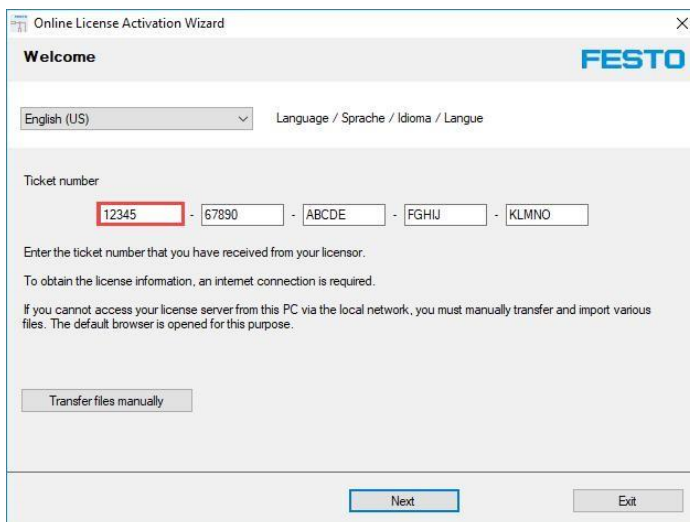 Online License Activation Wizard
Welcome
FESTO
English (US)
Language / Sprache / Idioma / Langue
Ticket number
12345 - 67890 - ABCDE - FGHIJ - KLMNO
Enter the ticket number that you have received from your licensor.
To obtain the license information, an internet connection is required.
If you cannot access your license server from this PC via the local network, you must manually transfer and import various
files. The default browser is opened for this purpose.
Transfer files manually
Next
Exit